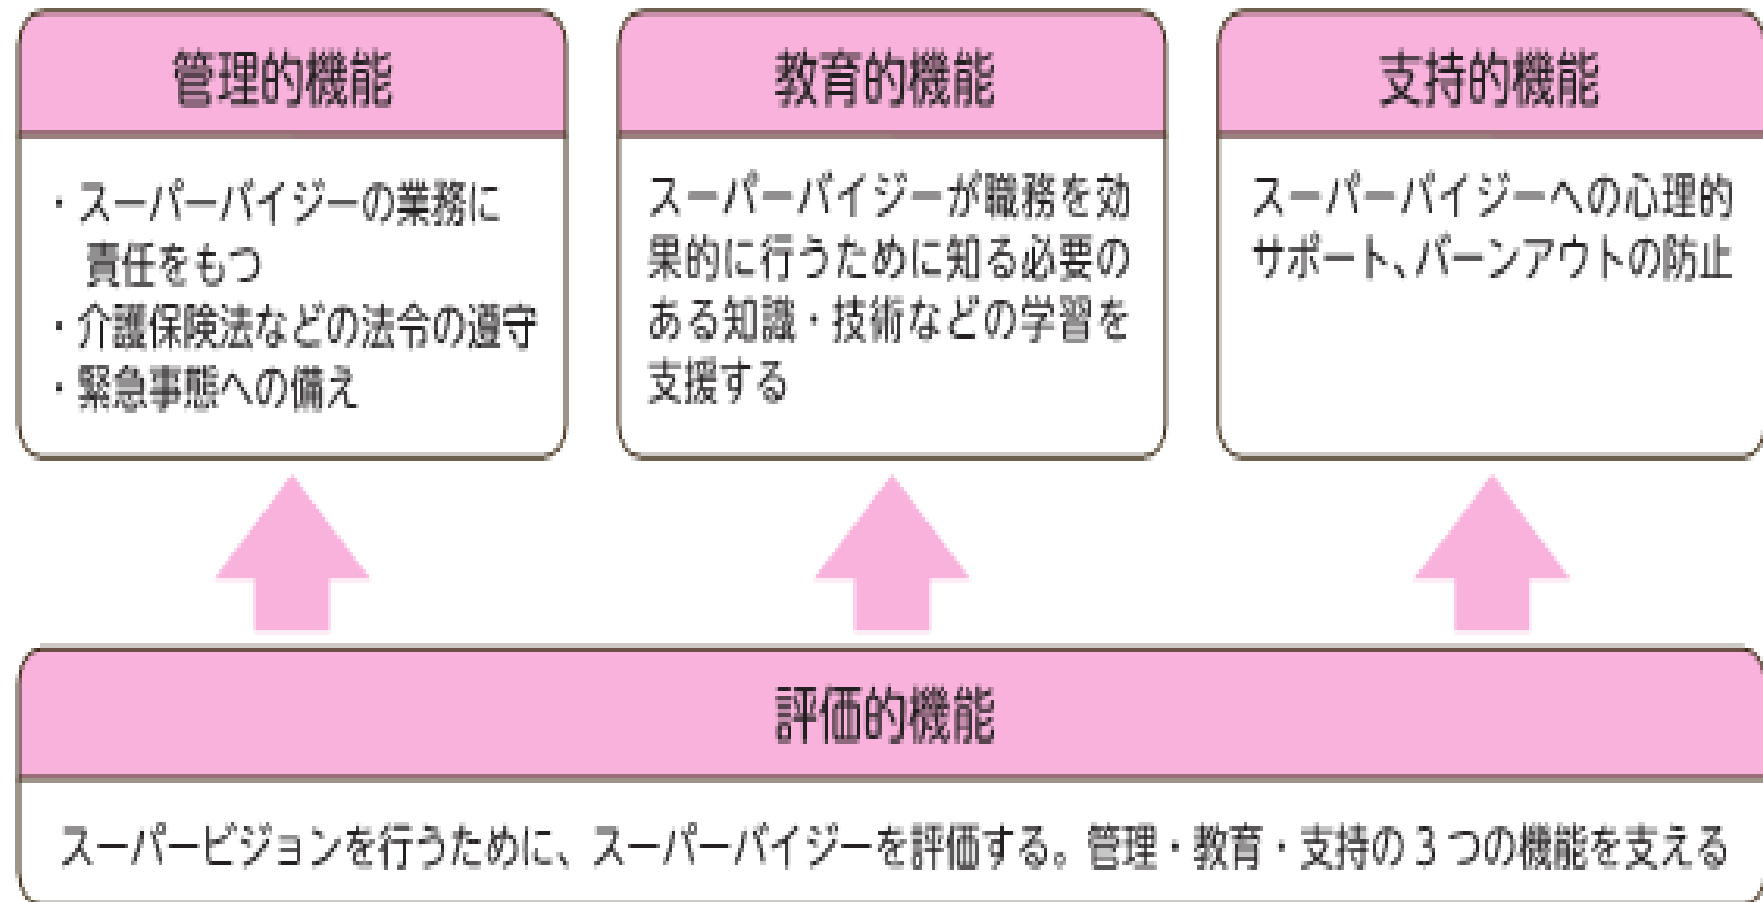 管理的機能
・スーパーバイジーの業務に
責任をもつ
・介護保険法などの法令の遵守
・緊急事態への備え
教育的機能
スーパーバイジーが職務を効
果的に行うために知る必要の
ある知識・技術などの学習を
支援する
支持的機能
スーパーバイジーへの心理的
サポート、バーンアウトの防止
評価的機能
スーパービジョンを行うために、スーパーバイジーを評価する。管理・教育・支持の3つの機能を支える